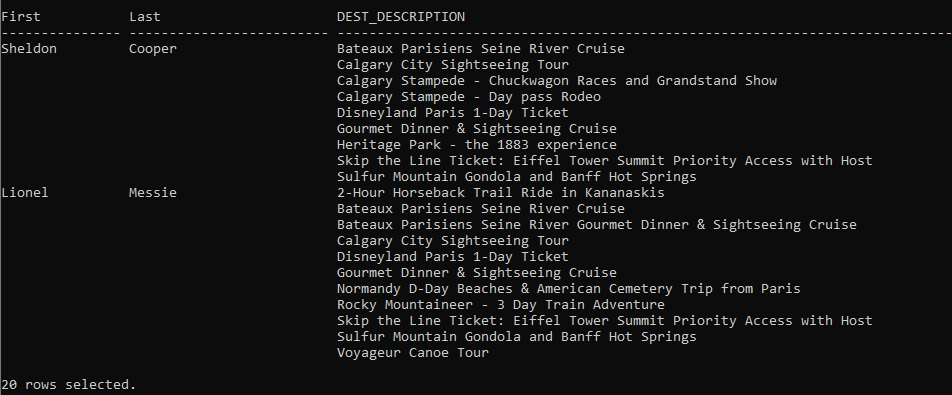 First           Last                      DEST_DESCRIPTION
--------------- ------------------------- -----------------------------------------------------------------------------
Sheldon         Cooper                    Bateaux Parisiens Seine River Cruise
                                          Calgary City Sightseeing Tour
                                          Calgary Stampede - Chuckwagon Races and Grandstand Show
                                          Calgary Stampede - Day pass Rodeo
                                          Disneyland Paris 1-Day Ticket
                                          Gourmet Dinner & Sightseeing Cruise
                                          Heritage Park - the 1883 experience
                                          Skip the Line Ticket: Eiffel Tower Summit Priority Access with Host
                                          Sulfur Mountain Gondola and Banff Hot Springs
Lionel          Messie                    2-Hour Horseback Trail Ride in Kananaskis
                                          Bateaux Parisiens Seine River Cruise
                                          Bateaux Parisiens Seine River Gourmet Dinner & Sightseeing Cruise
                                          Calgary City Sightseeing Tour
                                          Disneyland Paris 1-Day Ticket
                                          Gourmet Dinner & Sightseeing Cruise
                                          Normandy D-Day Beaches & American Cemetery Trip from Paris
                                          Rocky Mountaineer - 3 Day Train Adventure
                                          Skip the Line Ticket: Eiffel Tower Summit Priority Access with Host
                                          Sulfur Mountain Gondola and Banff Hot Springs
                                          Voyageur Canoe Tour

20 rows selected.